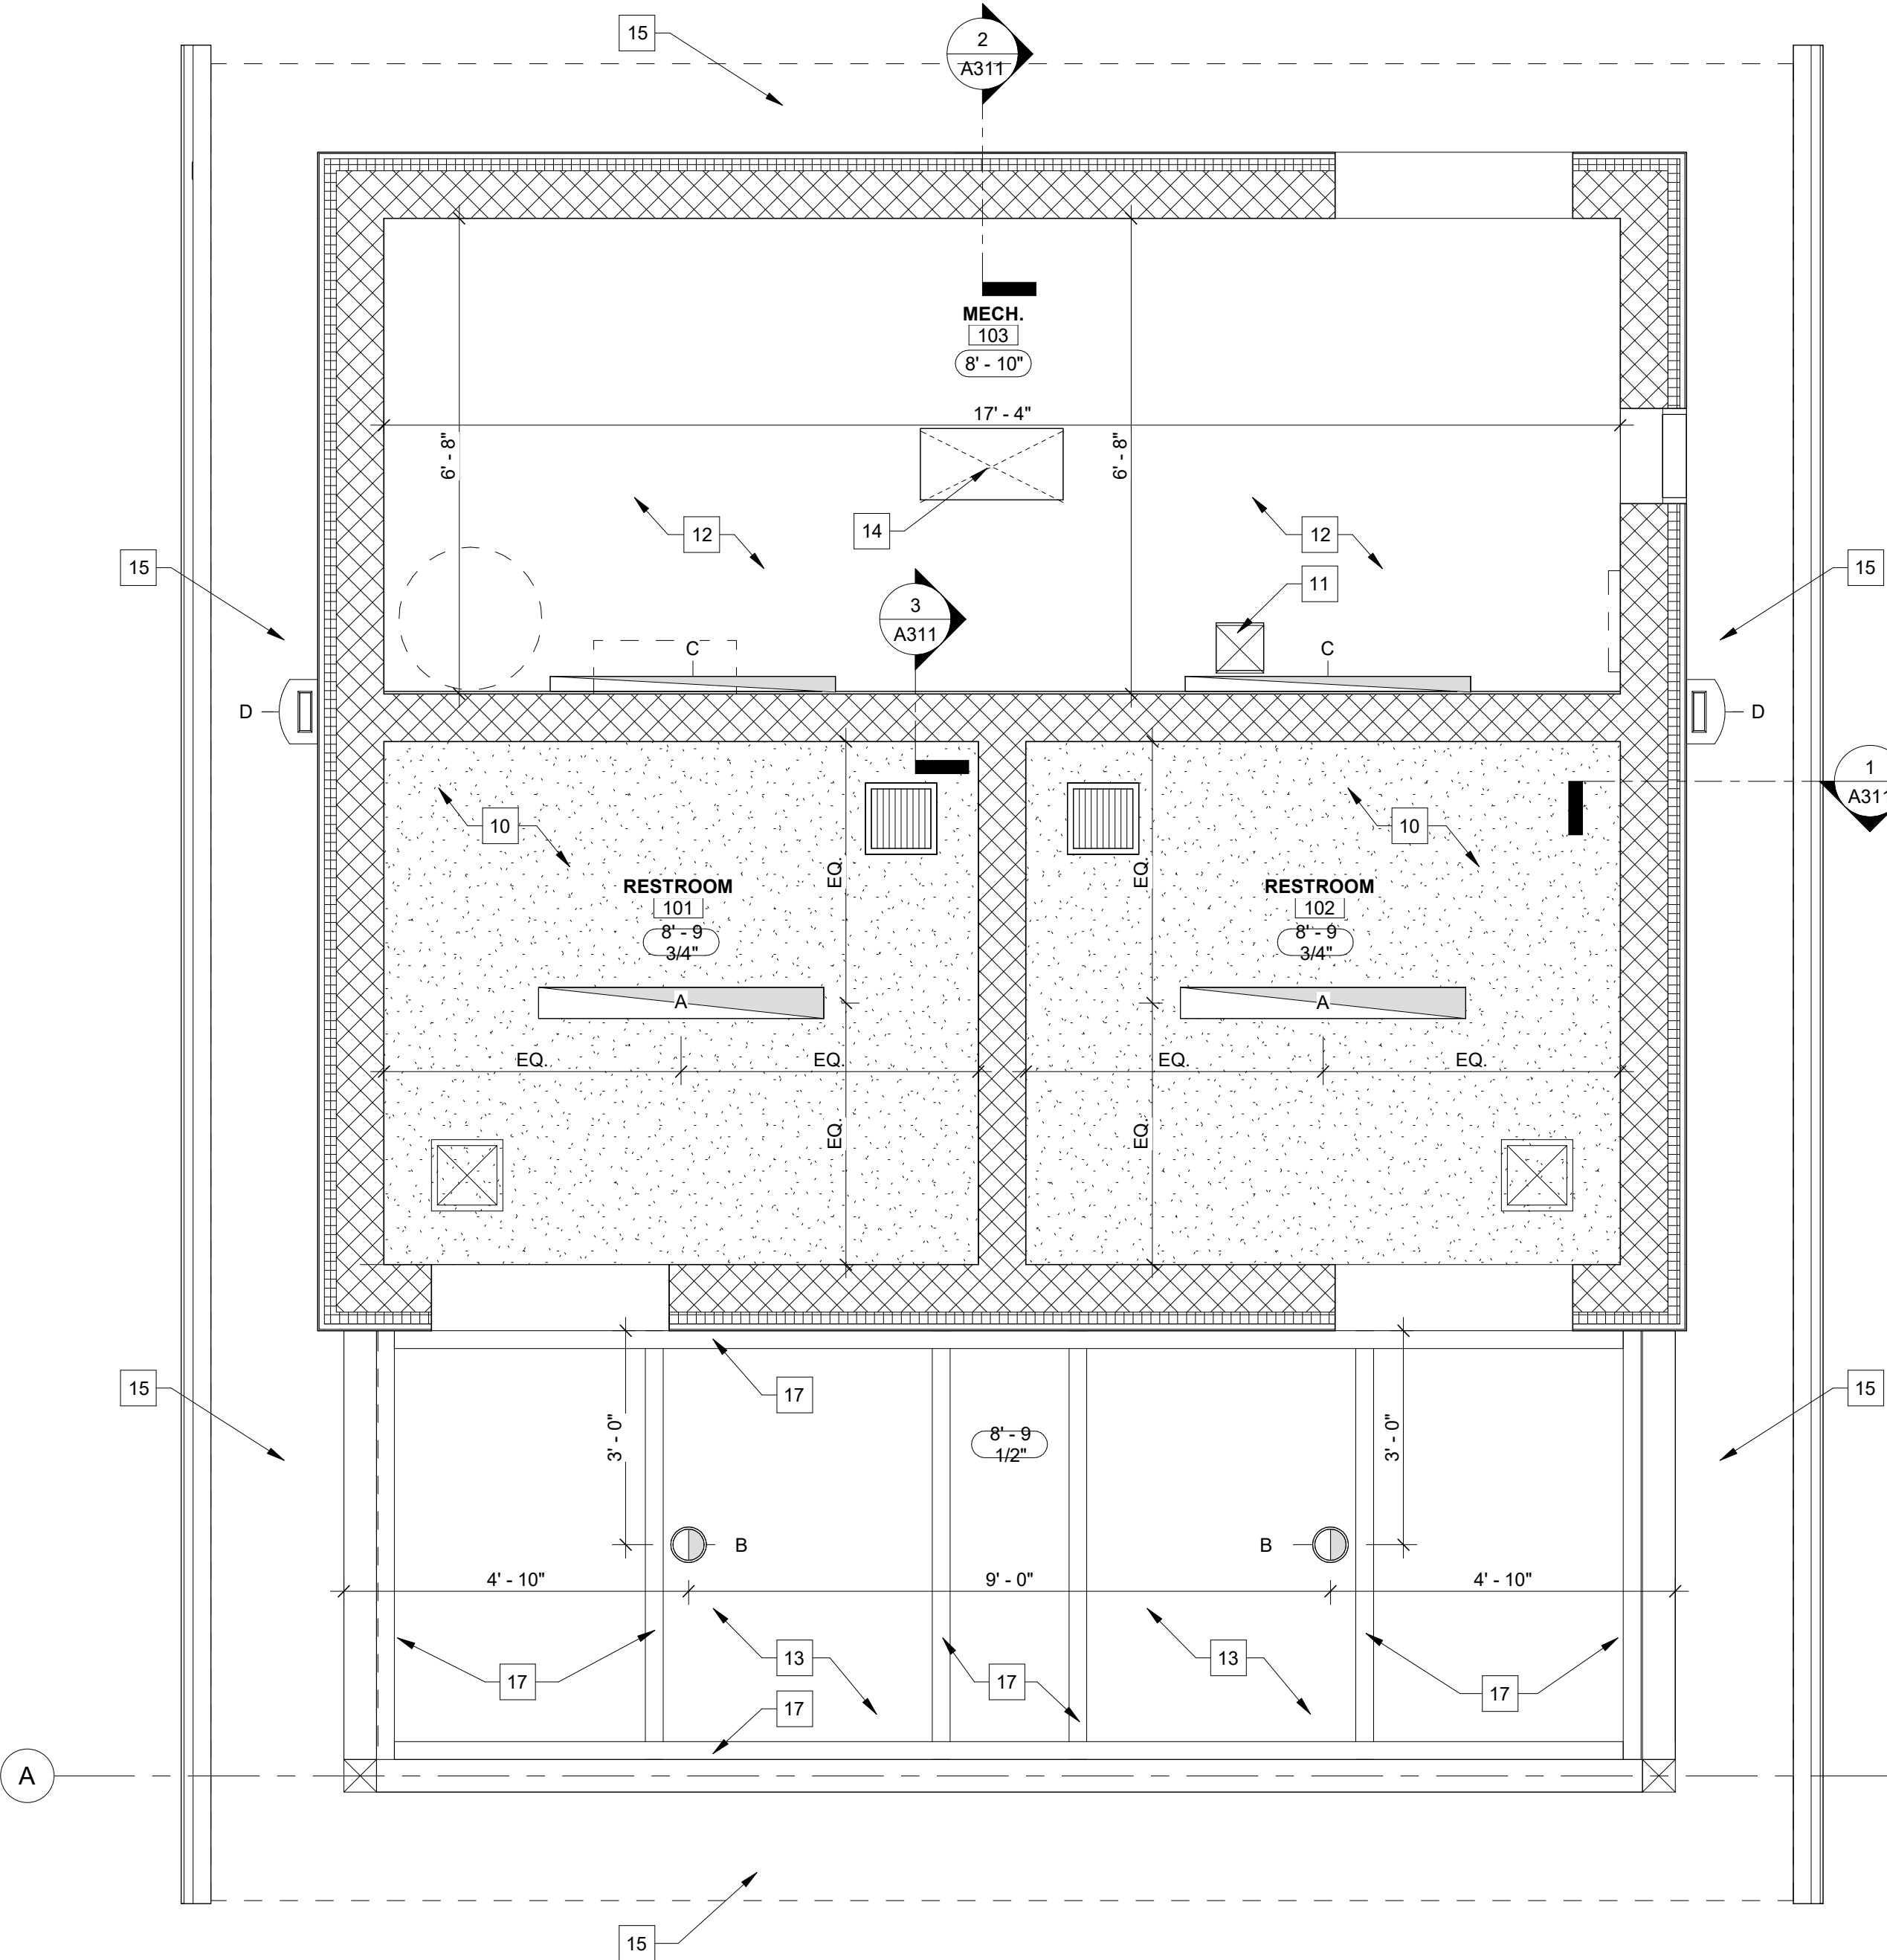 15
2
A311
MECH.
103
8' - 10"
17' - 4"
6' - 8"
6' - 8"
14
12
12
15
15
11
3
A311
C
C
D
D
1
A311
10
10
EQ.
EQ.
RESTROOM
101
8' - 9
3/4"
RESTROOM
102
8' - 9
3/4"
A
A
EQ.
EQ.
EQ.
EQ.
EQ.
EQ.
15
17
15
3' - 0"
8' - 9
1/2"
3' - 0"
B
B
4' - 10"
9' - 0"
4' - 10"
13
13
17
17
17
17
A
15